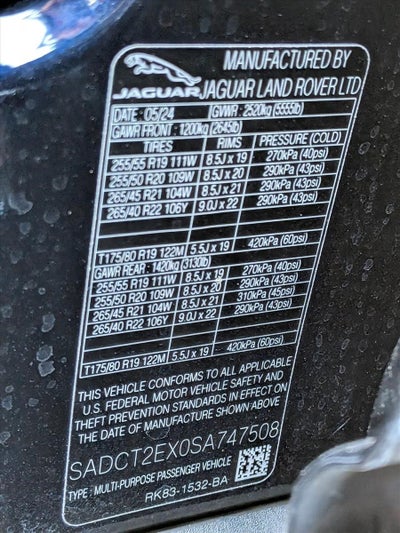 MANUFACTURED BY
JAGUAR JAGUAR LAND ROVER LTD
DATE: 05/24 GVWR: 2520kg (5555lb)
GAWR FRONT: 1200kg (2645lb)
TIRES RIMS PRESSURE (COLD)
255/55 R19 111W 8.5J x 19 270kPa (40psi)
255/50 R20 109W 8.5J x 20 290kPa (43psi)
265/45 R21 104W 8.5J x 21 290kPa (43psi)
265/40 R22 106Y 9.0J x 22 290kPa (43psi)
T175/80 R19 122M 5.5J x 19 420kPa (60psi)
GAWR REAR: 1420kg (3130lb)
255/55 R19 111W 8.5J x 19 270kPa (40psi)
255/50 R20 109W 8.5J x 20 290kPa (43psi)
265/45 R21 104W 8.5J x 21 310kPa (45psi)
265/40 R22 106Y 9.0J x 22 290kPa (43psi)
T175/80 R19 122M 5.5J x 19 420kPa (60psi)
THIS VEHICLE CONFORMS TO ALL APPLICABLE
U.S. FEDERAL MOTOR VEHICLE SAFETY AND
THEFT PREVENTION STANDARDS IN EFFECT ON
THE DATE OF MANUFACTURE SHOWN ABOVE
SADCT2EX0SA747508
TYPE: MULTI-PURPOSE PASSENGER VEHICLE
RK83-1532-BA